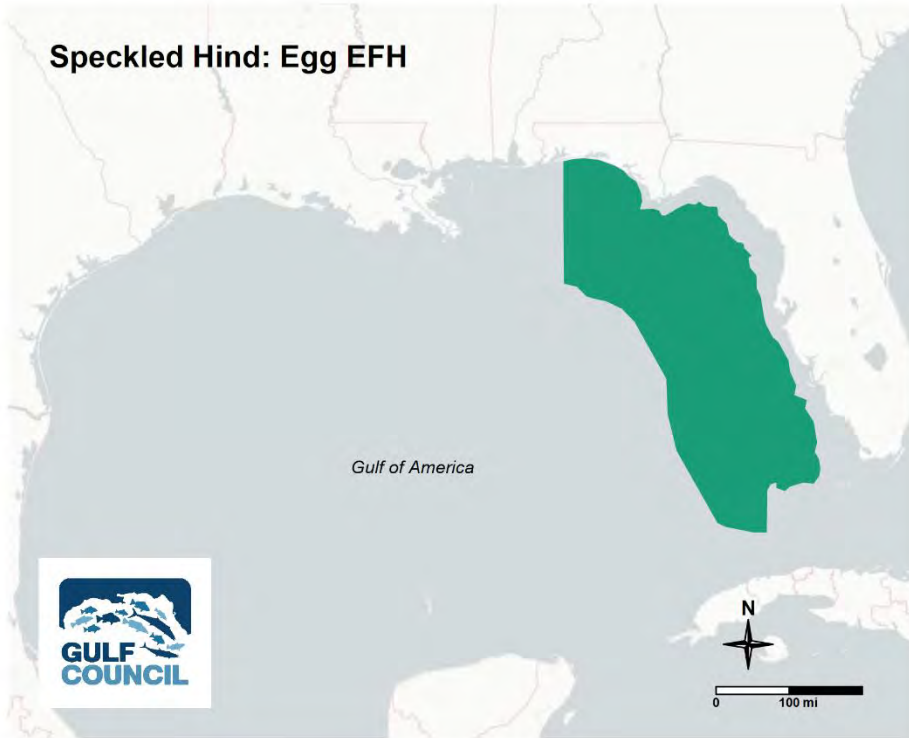 Speckled Hind: Egg EFH
Gulf of America
GULF
COUNCIL
N
0 100 mi